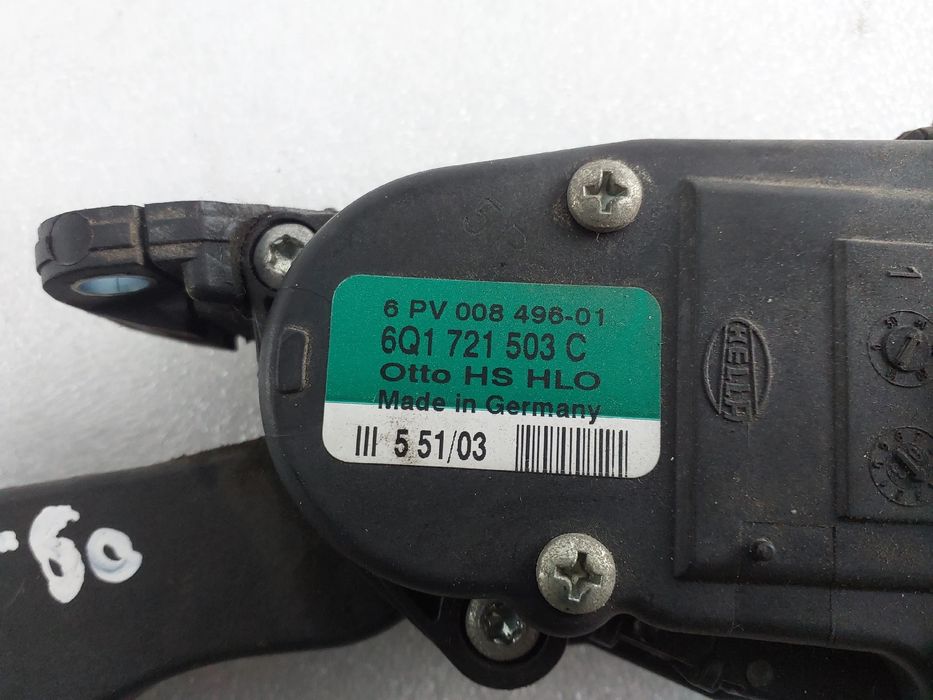 6 PV 008 496-01
6Q1 721 503 C
Otto HS HLO
Made in Germany
III 5 51/03
HELLA
1